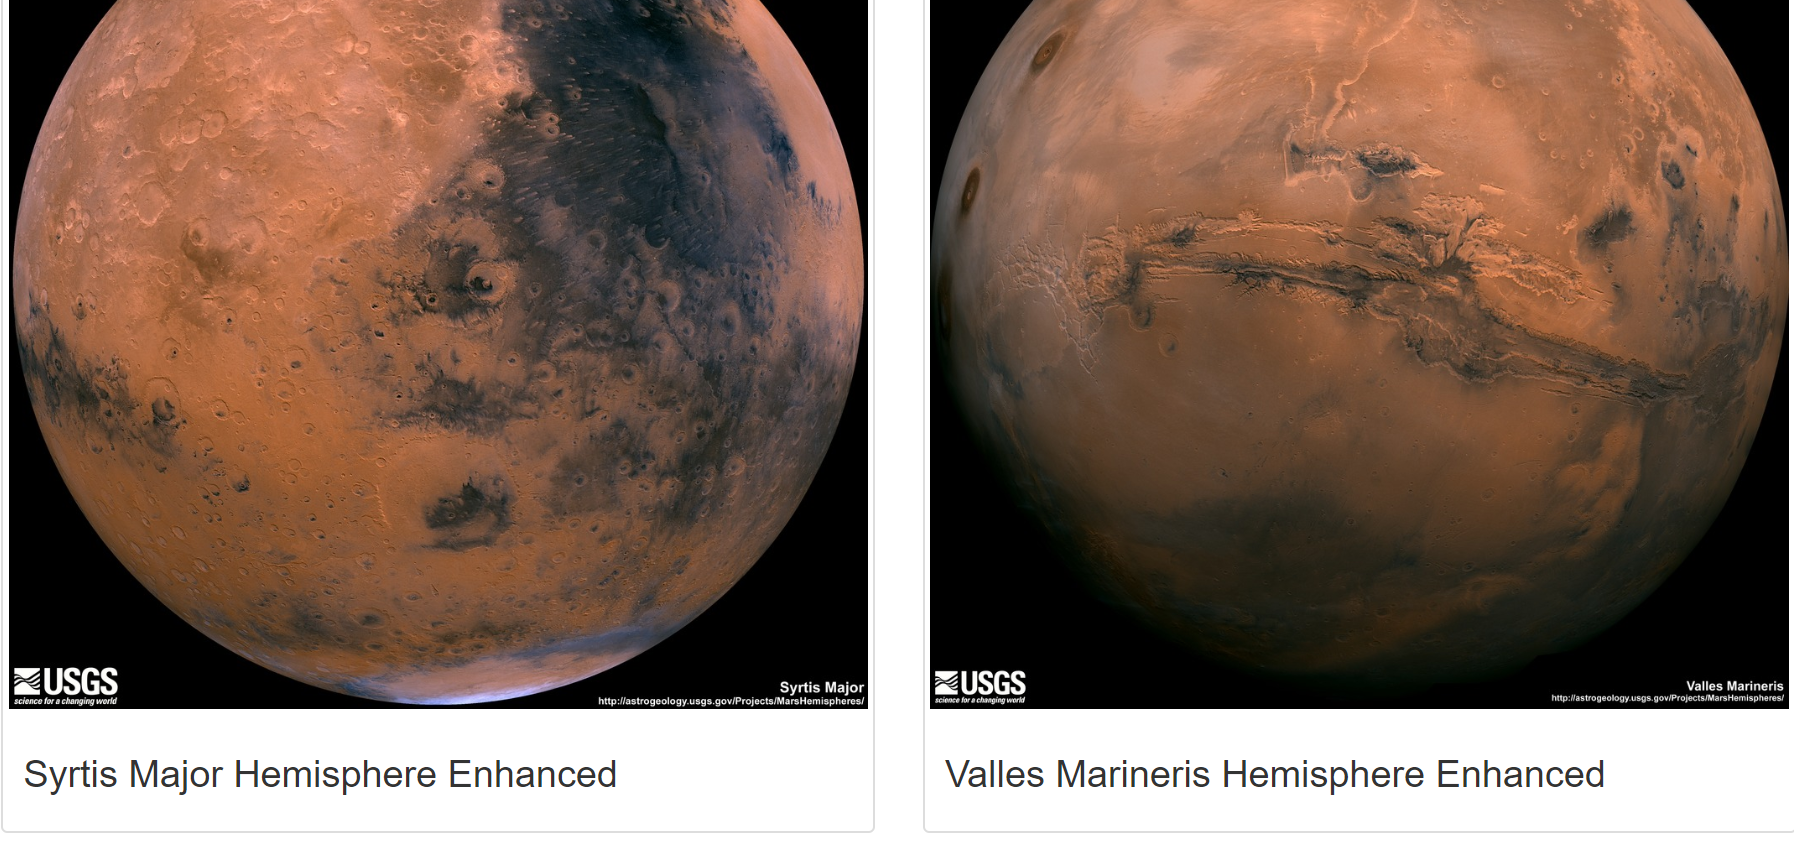 USGS
science for a changing world
Syrtis Major
http://astrogeology.usgs.gov/Projects/MarsHemispheres/
Syrtis Major Hemisphere Enhanced
USGS
science for a changing world
Valles Marineris
http://astrogeology.usgs.gov/Projects/MarsHemispheres/
Valles Marineris Hemisphere Enhanced